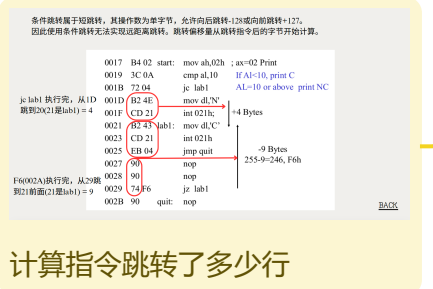 条件跳转属于短跳转，其操作数为单字节，允许向后跳转-128或向前跳转+127。
因此使用条件跳转无法实现远距离跳转。跳转偏移量从跳转指令后的字节开始计算。
0017 B4 02 start: mov ah,02h ; ax=02 Print
0019 3C 0A cmp al,10 If Al<10, print C
001B 72 04 jc lab1 AL=10 or above print NC
je lab1 执行完，从1D
跳到20(21是lab1) = 4
001D B2 4E mov dl,'N'
001F CD 21 int 021h; +4 Bytes
0021 B2 43 lab1: mov dl,'C'
0023 CD 21 int 021h
0025 EB 04 jmp quit -9 Bytes
0027 90 nop 255-9=246, F6h
F6(002A)执行完，从29跳
到21前面(21是lab1) = 9
0028 90 nop
0029 74 F6 jz lab1
002B 90 quit: nop
BACK
计算指令跳转了多少行